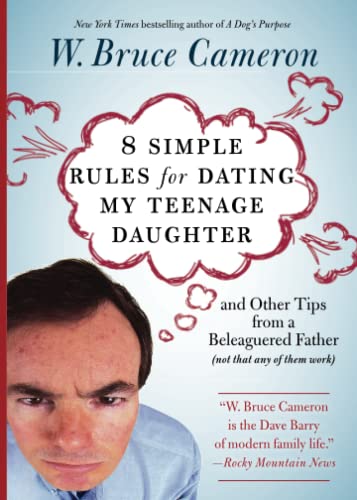 New York Times bestselling author of A Dog's Purpose
W. Bruce Cameron
8 SIMPLE
RULES for DATING
MY TEENAGE
DAUGHTER
and Other Tips
from a
Beleaguered Father
(not that any of them work)
“W. Bruce Cameron
is the Dave Barry
of modern family life.”
—Rocky Mountain News